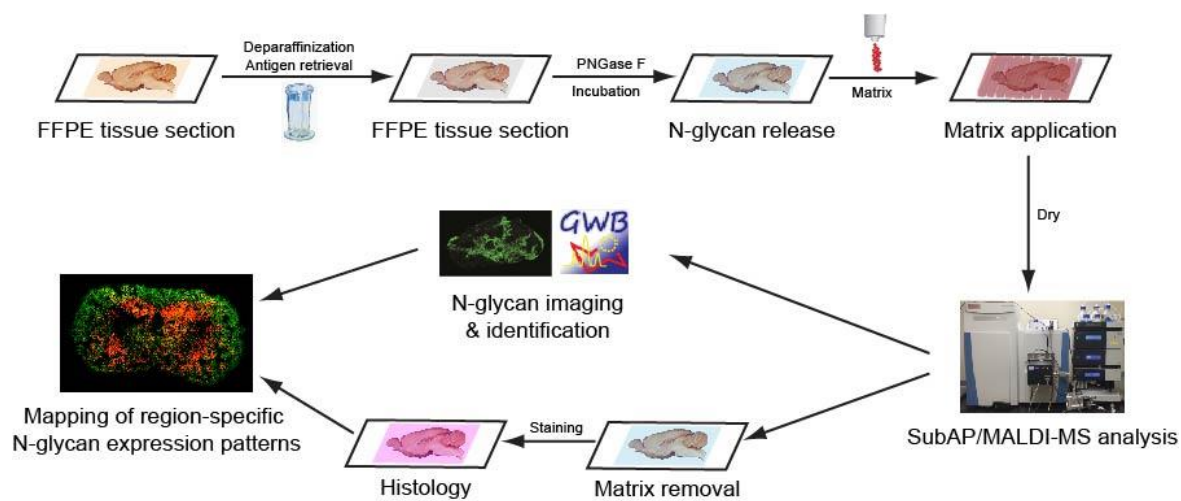 Deparaffinization
Antigen retrieval
PNGase F
Incubation
Matrix
FFPE tissue section
FFPE tissue section
N-glycan release
Matrix application
Dry
GWB
N-glycan imaging
& identification
SubAP/MALDI-MS analysis
Mapping of region-specific
N-glycan expression patterns
Staining
Histology
Matrix removal